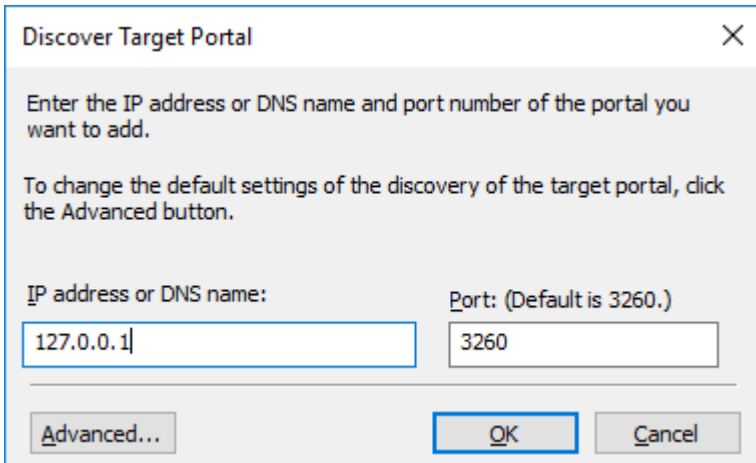 Discover Target Portal
Enter the IP address or DNS name and port number of the portal you
want to add.
To change the default settings of the discovery of the target portal, click
the Advanced button.
IP address or DNS name:
Port: (Default is 3260.)
127.0.0.1
3260
Advanced...
OK
Cancel